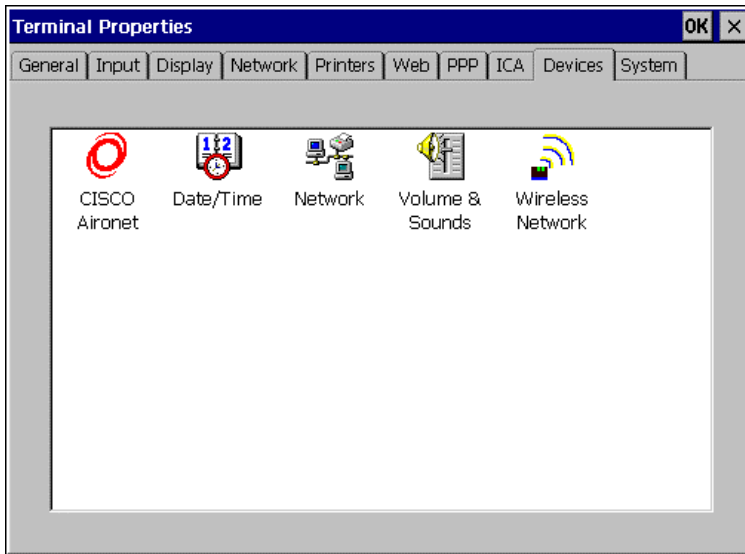 Terminal Properties OK ×
General Input Display Network Printers Web PPP ICA Devices System
CISCO Aironet
Date/Time
Network
Volume & Sounds
Wireless Network